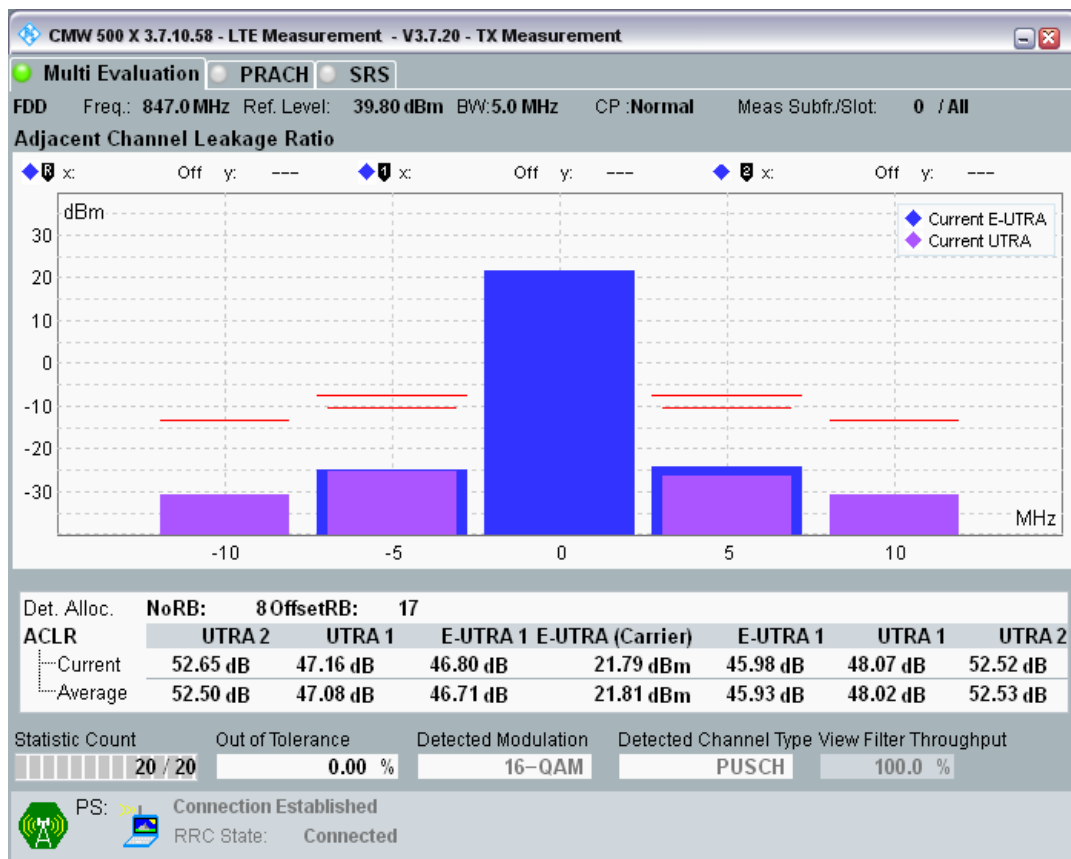 CMW 500 X 3.7.10.58 - LTE Measurement - V3.7.20 - TX Measurement
Multi Evaluation PRACH SRS
FDD Freq.: 847.0 MHz Ref. Level: 39.80 dBm BW:5.0 MHz CP :Normal Meas Subfr./Slot: 0 / All
Adjacent Channel Leakage Ratio
R x: Off y: --- 1 x: Off y: --- 2 x: Off y: ---
dBm
Current E-UTRA
Current UTRA
30
20
10
0
-10
-20
-30
MHz
-10 -5 0 5 10
Det. Alloc. NoRB: 8 OffsetRB: 17
ACLR UTRA 2 UTRA 1 E-UTRA 1 E-UTRA (Carrier) E-UTRA 1 UTRA 1 UTRA 2
Current 52.65 dB 47.16 dB 46.80 dB 21.79 dBm 45.98 dB 48.07 dB 52.52 dB
Average 52.50 dB 47.08 dB 46.71 dB 21.81 dBm 45.93 dB 48.02 dB 52.53 dB
Statistic Count Out of Tolerance Detected Modulation Detected Channel Type View Filter Throughput
20 / 20 0.00 % 16-QAM PUSCH 100.0 %
PS: Connection Established
RRC State: Connected